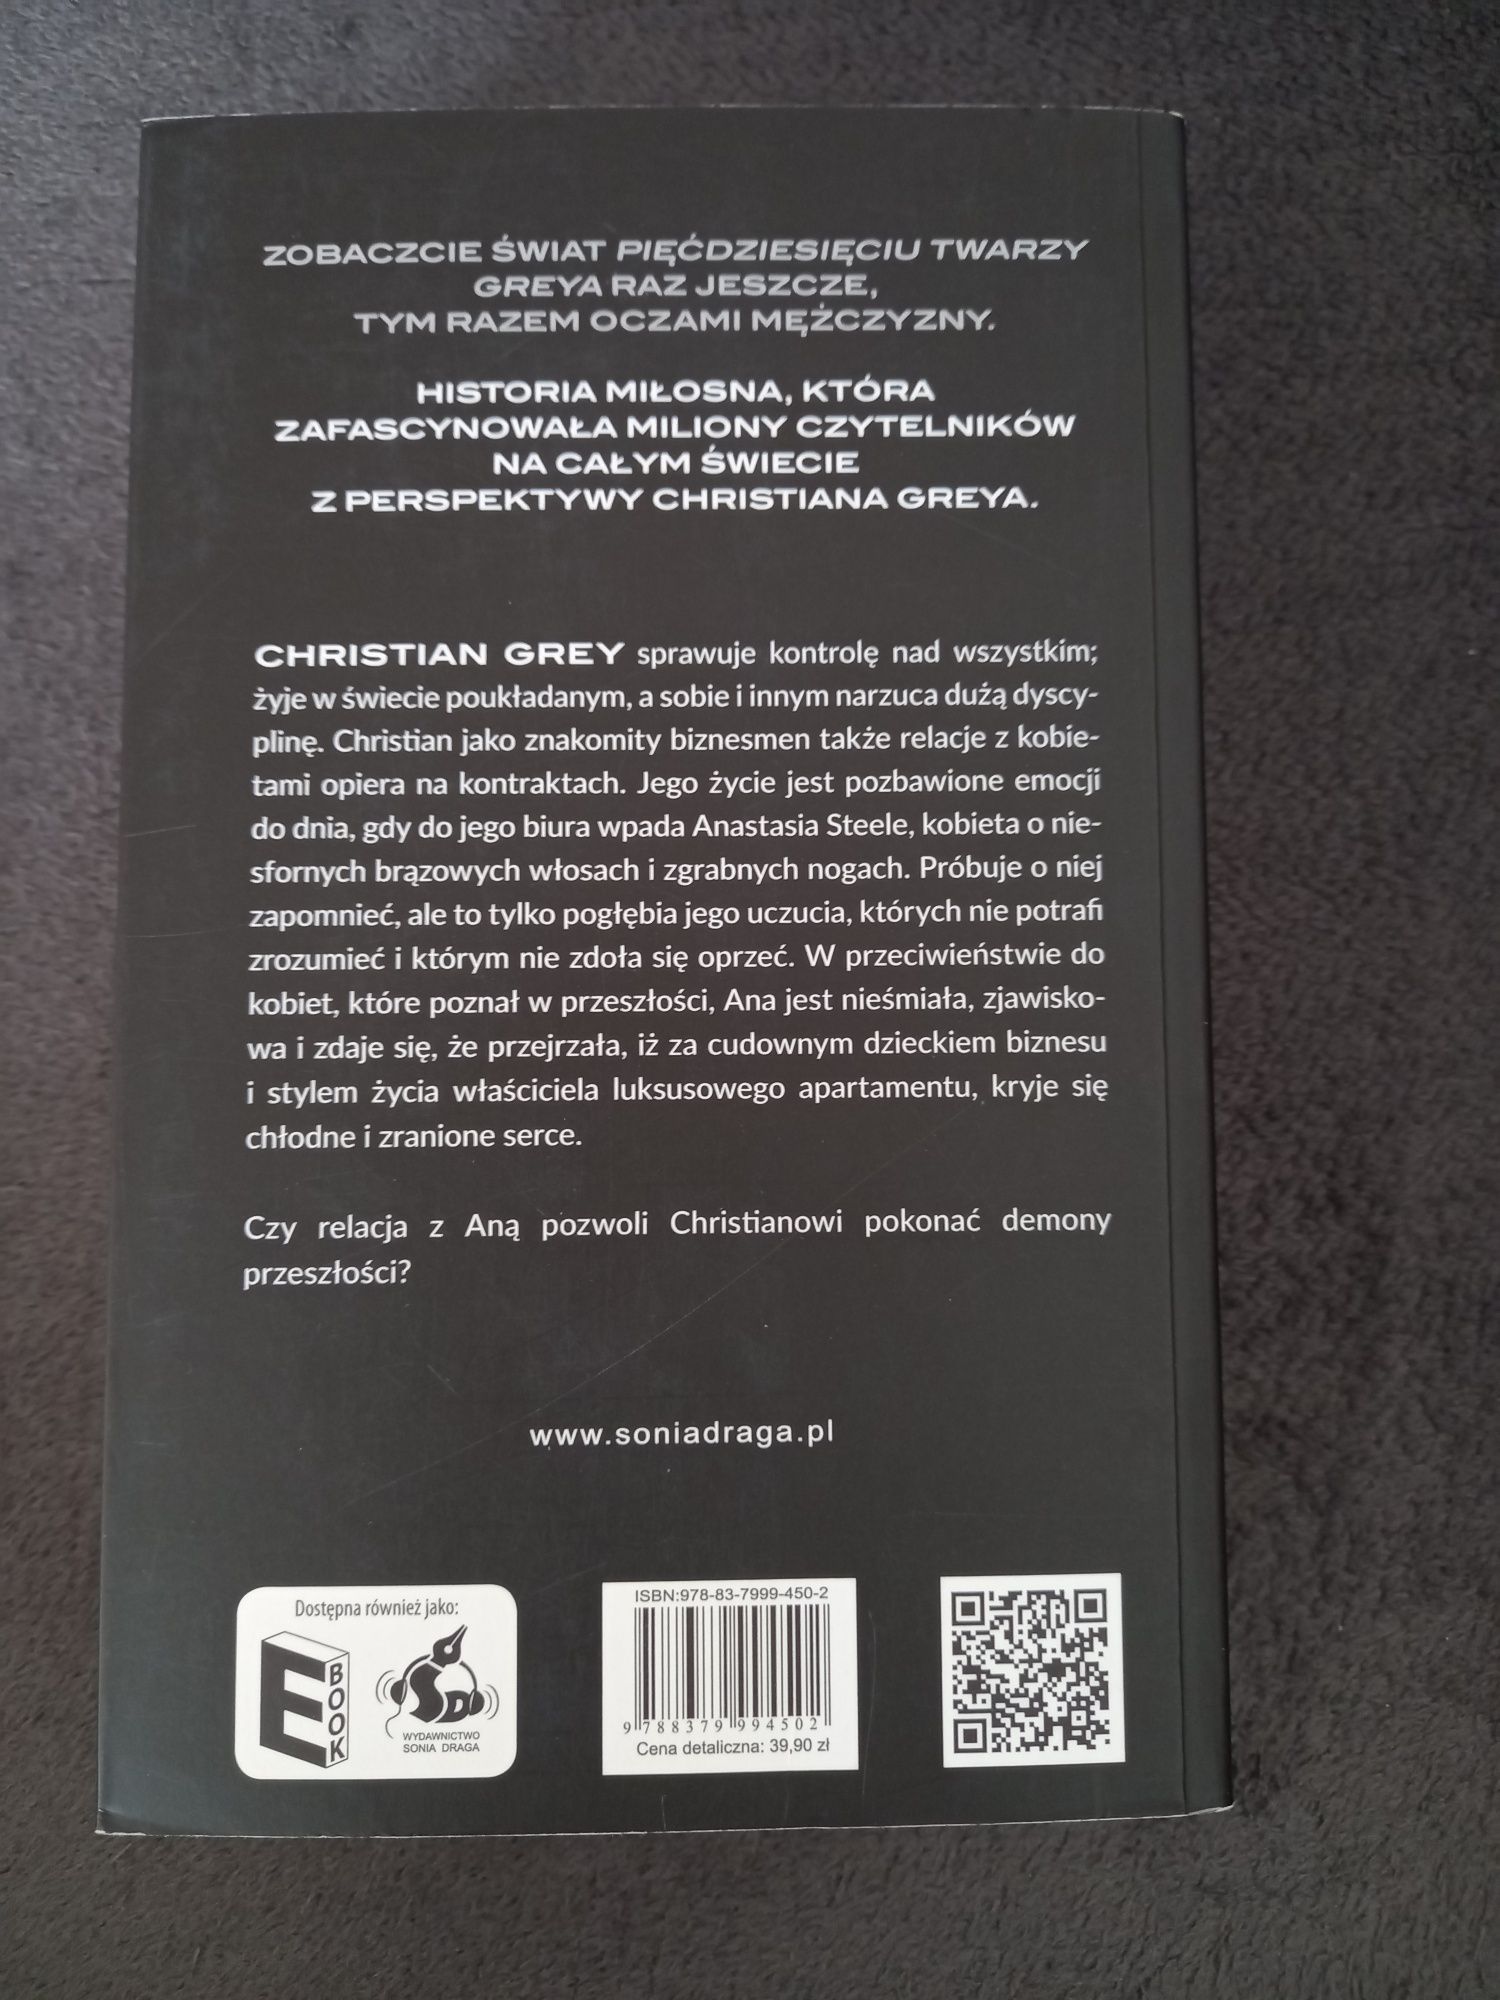 ZOBACZCIE ŚWIAT PIĘĆDZIESIĘCIU TWARZY
GREYA RAZ JESZCZE,
TYM RAZEM OCZAMI MĘŻCZYZNY.
HISTORIA MIŁOSNA, KTÓRA
ZAFASCYNOWAŁA MILIONY CZYTELNIKÓW
NA CAŁYM ŚWIECIE
Z PERSPEKTYWY CHRISTIANA GREYA.
CHRISTIAN GREY sprawuje kontrolę nad wszystkim;
żyje w świecie poukładanym, a sobie i innym narzuca dużą dyscy-
plinę. Christian jako znakomity biznesmen także relacje z kobie-
tami opiera na kontraktach. Jego życie jest pozbawione emocji
do dnia, gdy do jego biura wpada Anastasia Steele, kobieta o nie-
sfornych brązowych włosach i zgrabnych nogach. Próbuje o niej
zapomnieć, ale to tylko pogłębia jego uczucia, których nie potrafi
zrozumieć i którym nie zdoła się oprzeć. W przeciwieństwie do
kobiet, które poznał w przeszłości, Ana jest nieśmiała, zjawisko-
wa i zdaje się, że przejrzała, iż za cudownym dzieckiem biznesu
i stylem życia właściciela luksusowego apartamentu, kryje się
chłodne i zranione serce.
Czy relacja z Aną pozwoli Christianowi pokonać demony
przeszłości?
www.soniadraga.pl
Dostępna również jako:
E BOOK
SD
WYDAWNICTWO
SONIA DRAGA
ISBN:978-83-7999-450-2
9 788379 994502
Cena detaliczna: 39,90 zł